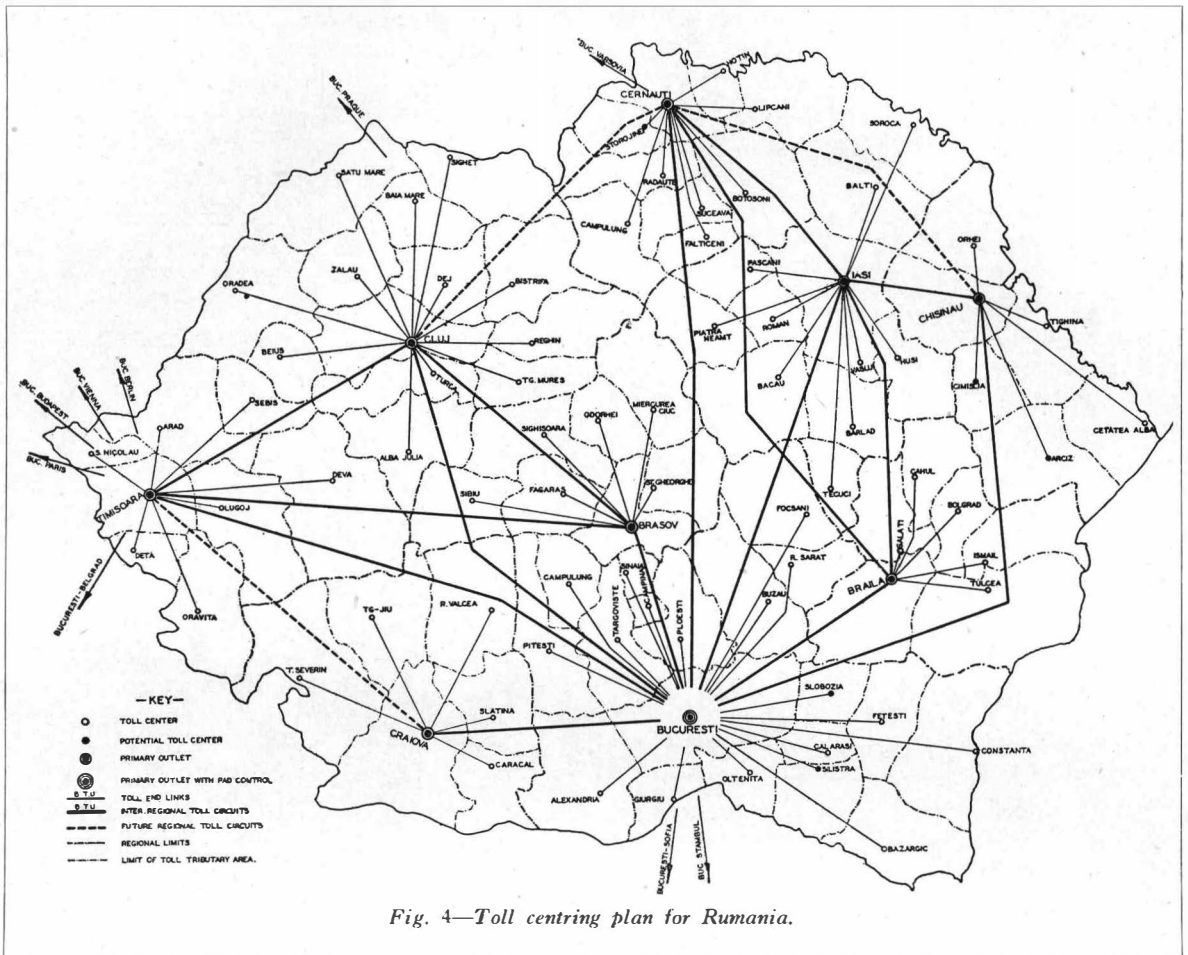 BUC. VARSOVIA
HOTIN
CERNAUTI
LIPCANI
BUC. PRAGUE
STOROJINET
SOROCA
SIGHET
SATU MARE
RADAUTI
BALTI
BAIA MARE
BOTOSONI
SUCEAVA
CAMPULUNG
FALTICENI
ORHEI
PASCANI
IASI
ZALAU
DEJ
BISTRIFA
ORADEA
CHISINAU
TIGHINA
ROMAN
PIATRA
NEAMT
CLUJ
REGHIN
BEIUS
VASLUI
HUSI
TURDA
TG. MURES
BACAU
CIMISLIA
BUC. BERLIN
BUC. VIENNA
BUC. BUDAPEST
SEBIS
MIERCUREA
CIUC
ODORHEI
ARAD
SIGHISOARA
BARLAD
CETATEA ALBA
S. NICOLAU
BUC. PARIS
ALBA JULIA
ARCIZ
DEVA
CAHUL
ST. GHEORGHE
TIMISOARA
SIBIU
FAGARAS
TECUCI
LUGOJ
FOCSANI
BOLGRAD
BRASOV
GALATI
DETA
ISMAIL
R. SARAT
SINAIA
CAMPULUNG
CAMPINA
BRAILA
TULCEA
BUCURESTI-BELGRAD
BUZAU
ORAVITA
TG-JIU
R. VALCEA
TARGOVISTE
PLOESTI
PITESTI
T. SEVERIN
SLOBOZIA
SLATINA
FETESTI
BUCURESTI
CRAIOVA
CALARASI
CONSTANTA
CARACAL
SLISTRA
OLTENITA
ALEXANDRIA
GIURGIU
BUCURESTI-SOFIA
BUC STAMBUL
BAZARGIC
—KEY—
TOLL CENTER
POTENTIAL TOLL CENTER
PRIMARY OUTLET
PRIMARY OUTLET WITH PAD CONTROL
B T U
TOLL END LINKS
B T U
INTER. REGIONAL TOLL CIRCUITS
FUTURE REGIONAL TOLL CIRCUITS
REGIONAL LIMITS
LIMIT OF TOLL TRIBUTARY AREA.
Fig. 4—Toll centring plan for Rumania.